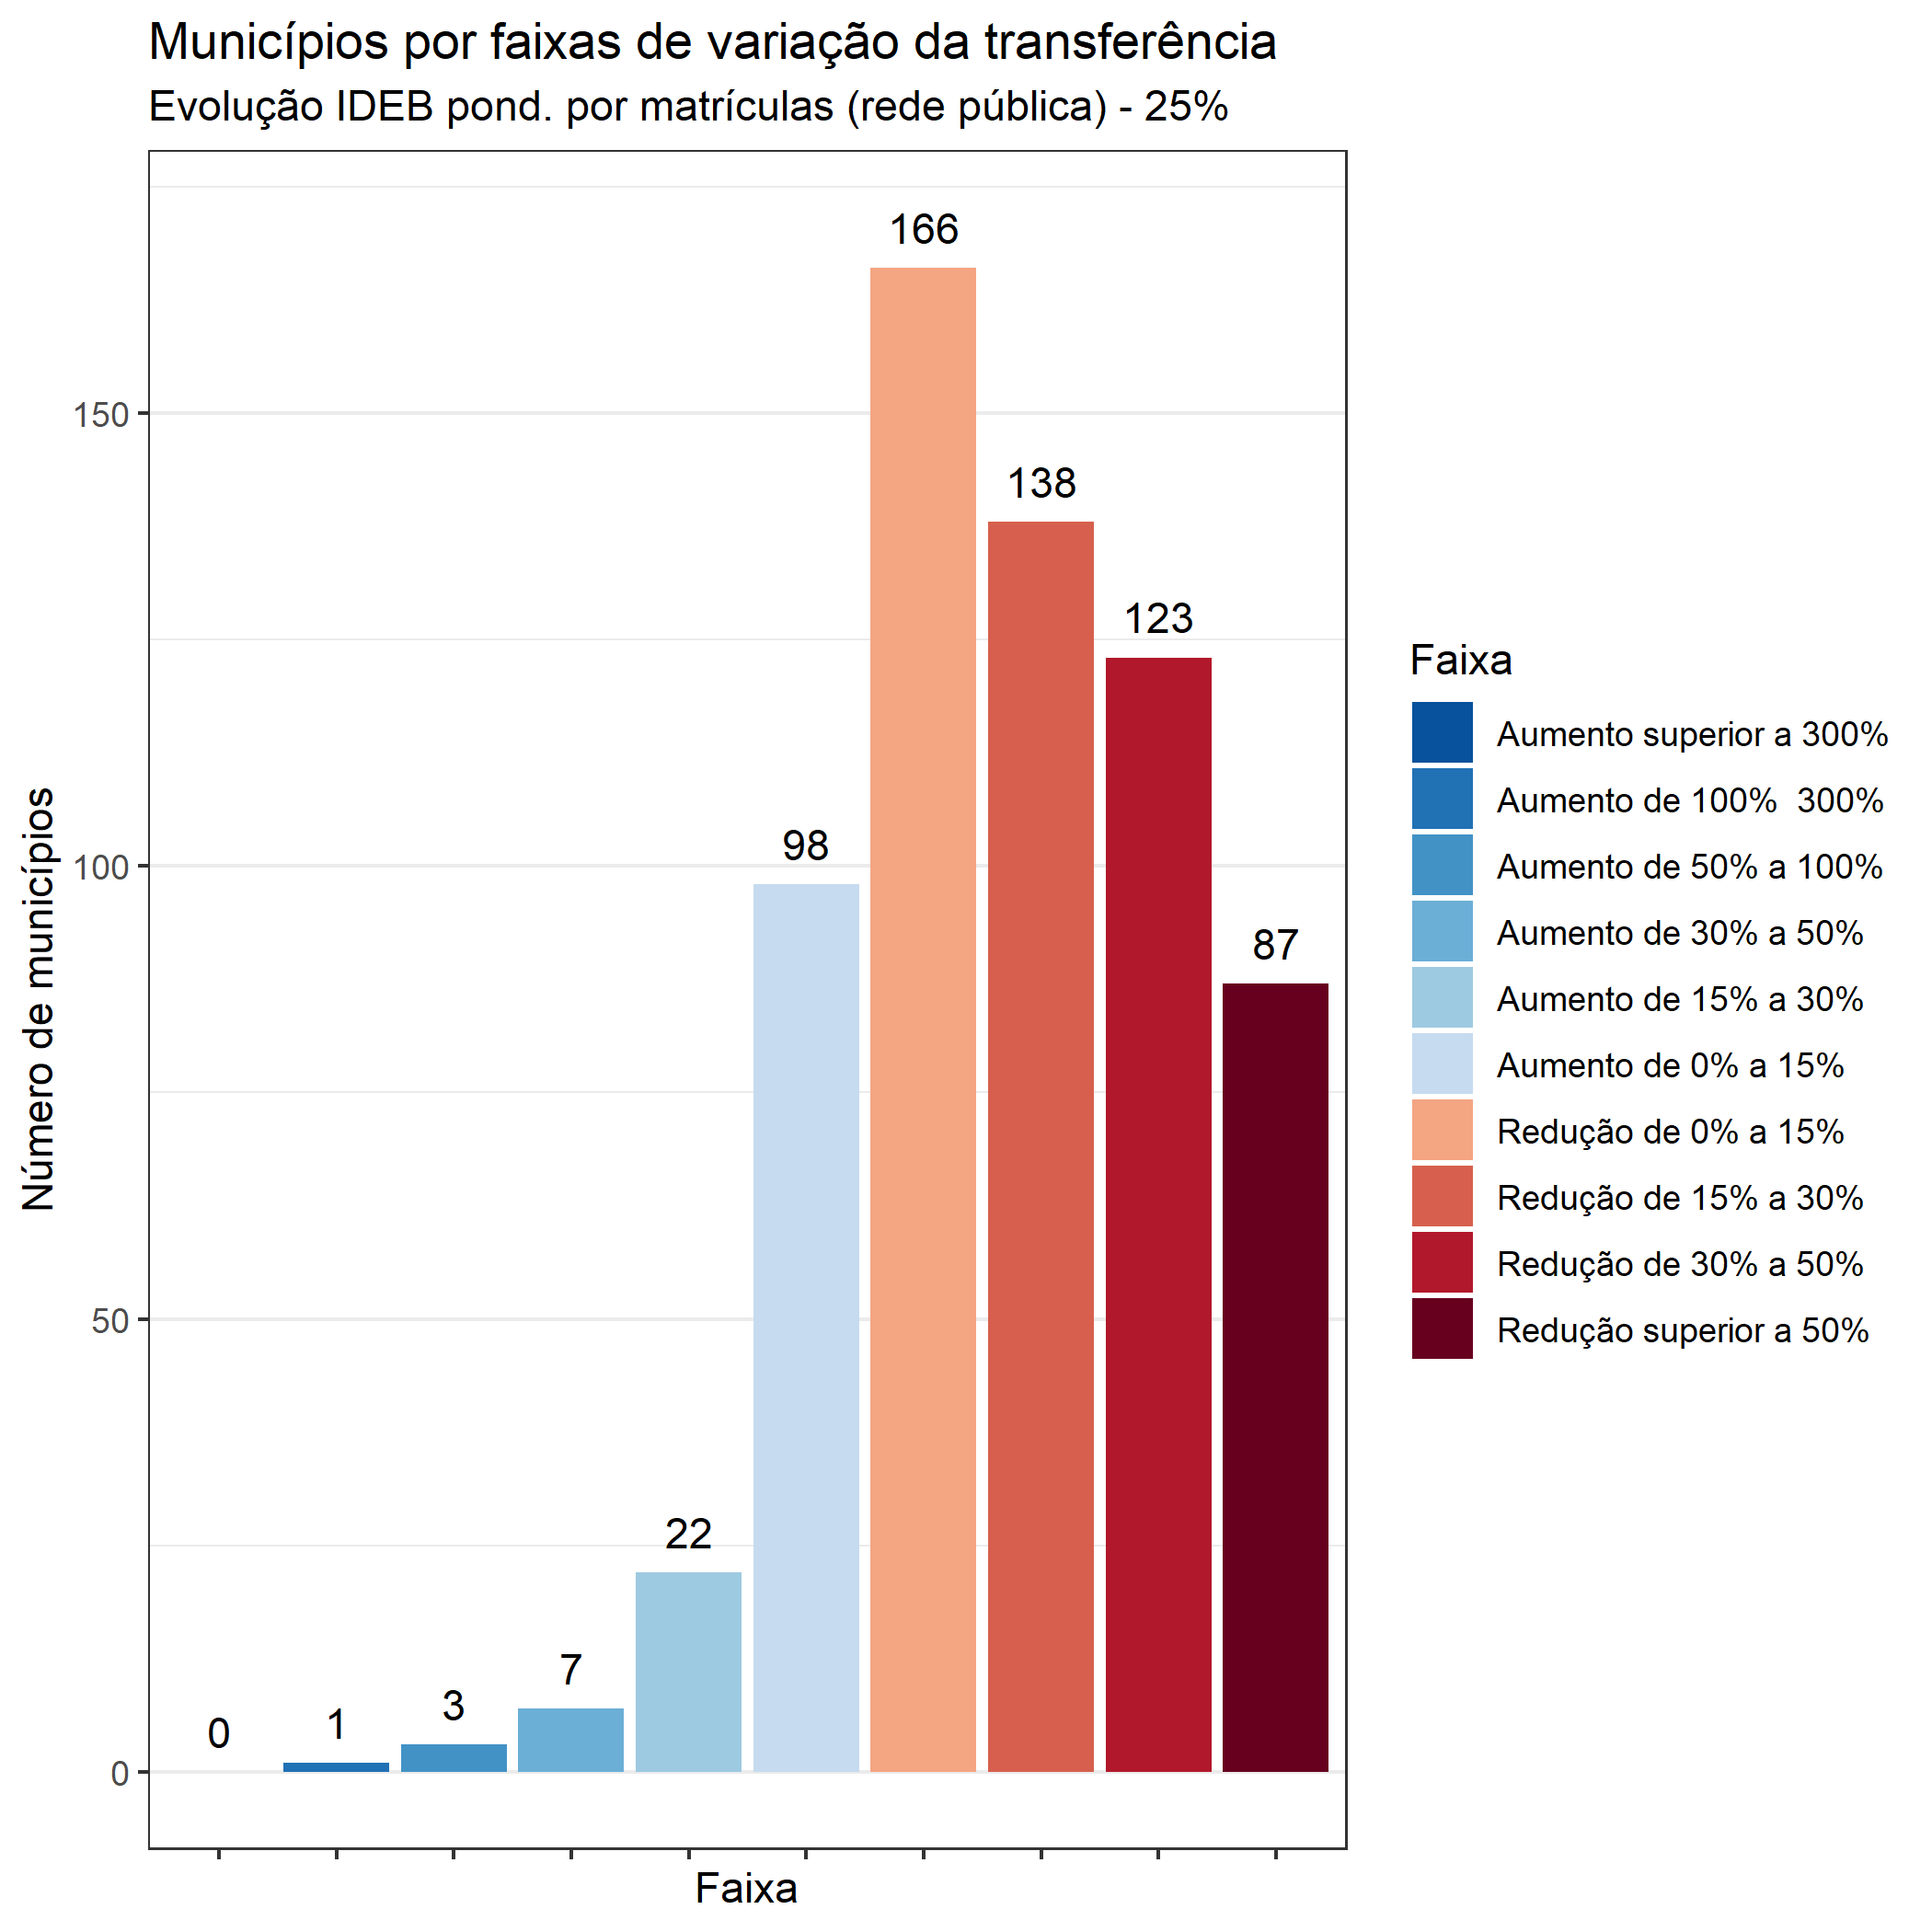 Municípios por faixas de variação da transferência
Evolução IDEB pond. por matrículas (rede pública) - 25%
Número de municípios
150
100
50
0
0
1
3
7
22
98
166
138
123
87
Faixa
Faixa
Aumento superior a 300%
Aumento de 100%  300%
Aumento de 50% a 100%
Aumento de 30% a 50%
Aumento de 15% a 30%
Aumento de 0% a 15%
Redução de 0% a 15%
Redução de 15% a 30%
Redução de 30% a 50%
Redução superior a 50%